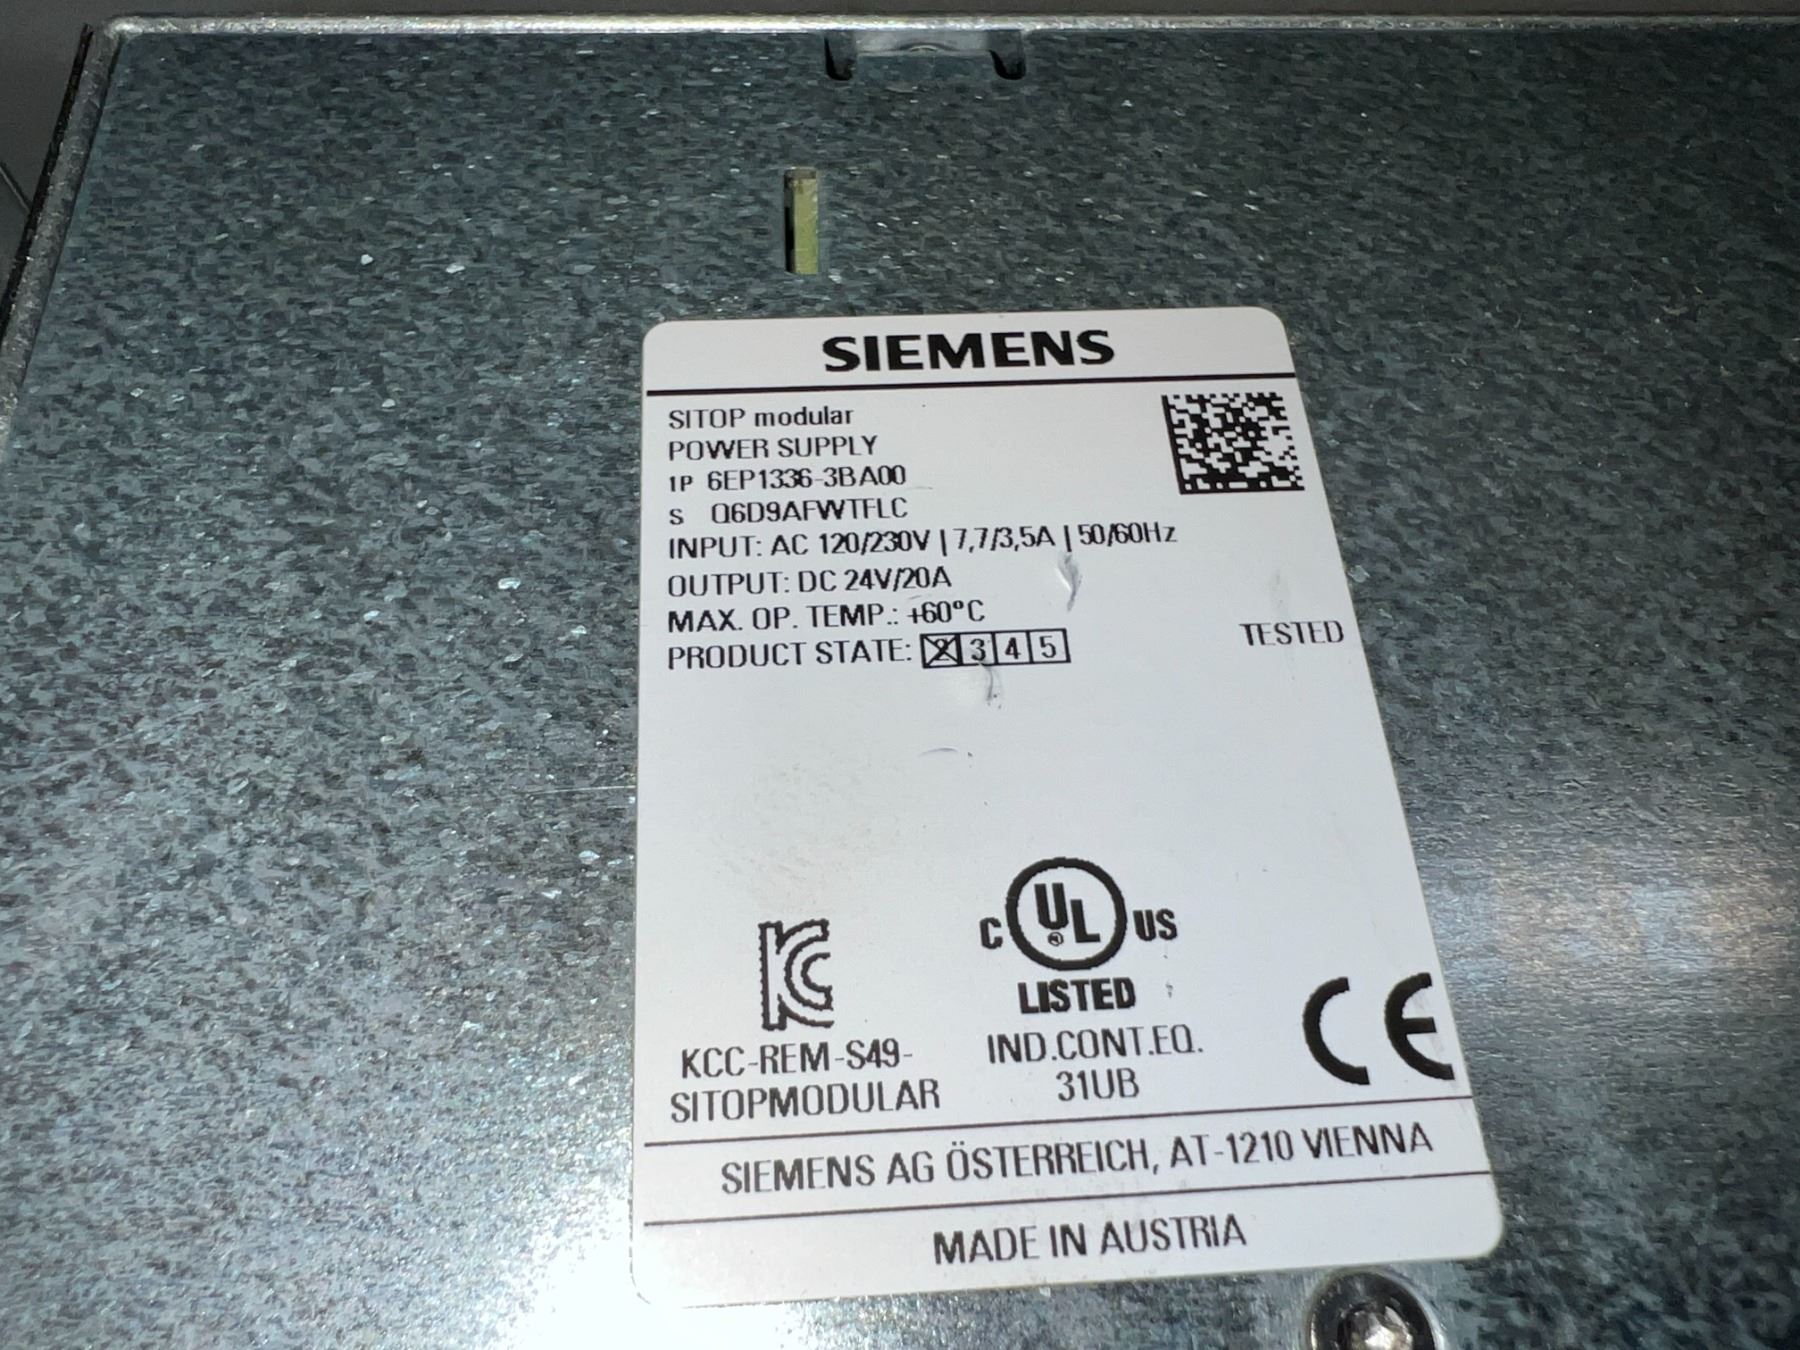 SIEMENS
SITOP modular
POWER SUPPLY
1P 6EP1336-3BA00
S Q6D9AFWTFLC
INPUT: AC 120/230V | 7,7/3,5A | 50/60Hz
OUTPUT: DC 24V/20A
MAX. OP. TEMP.: +60°C
PRODUCT STATE: 2 3 4 5
TESTED
C UL US
LISTED
IND.CONT.EQ.
31UB
KC
KCC-REM-S49-
SITOPMODULAR
CE
SIEMENS AG ÖSTERREICH, AT-1210 VIENNA
MADE IN AUSTRIA